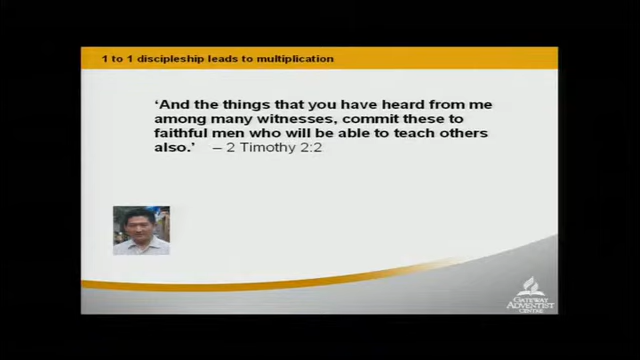 1 to 1 discipleship leads to multiplication
‘And the things that you have heard from me
among many witnesses, commit these to
faithful men who will be able to teach others
also.’ – 2 Timothy 2:2
GATEWAY
ADVENTIST
CENTRE